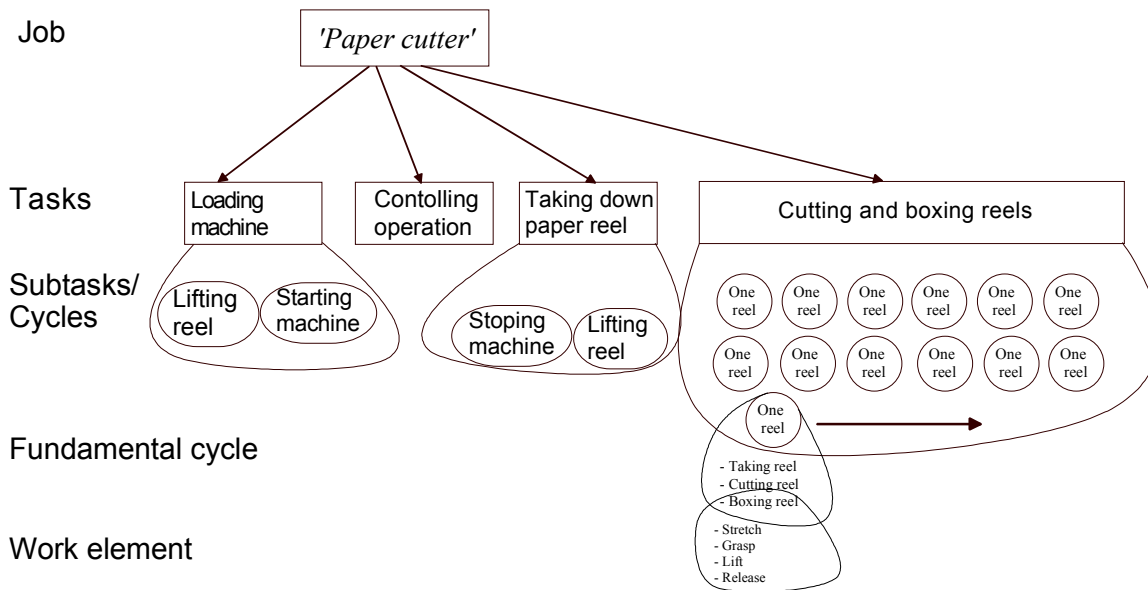 Job
'Paper cutter'
Tasks
Loading
machine
Contolling
operation
Taking down
paper reel
Cutting and boxing reels
Subtasks/
Cycles
Lifting
reel
Starting
machine
Stoping
machine
Lifting
reel
One
reel
One
reel
One
reel
One
reel
One
reel
One
reel
One
reel
One
reel
One
reel
One
reel
One
reel
One
reel
One
reel
Fundamental cycle
- Taking reel
- Cutting reel
- Boxing reel
Work element
- Stretch
- Grasp
- Lift
- Release